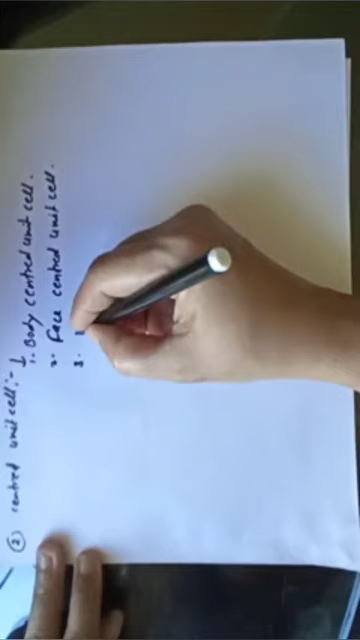 ② centred unit cell:- ↓
1. Body centred unit cell.
2. Face centred unit cell.
3.